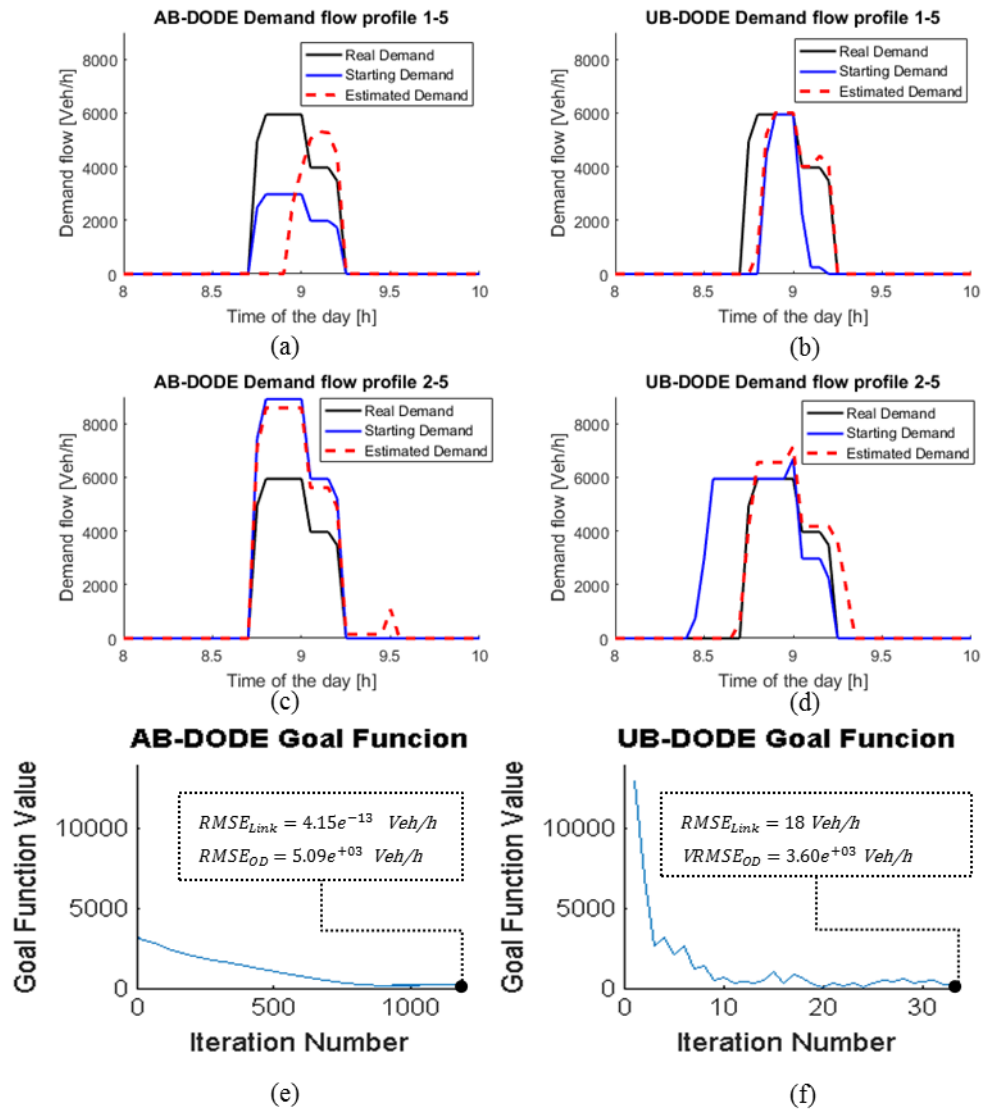 AB-DODE Demand flow profile 1-5
Demand flow [Veh/h]
8000
6000
4000
2000
0
Real Demand
Starting Demand
Estimated Demand
8 8.5 9 9.5 10
Time of the day [h]
(a)
UB-DODE Demand flow profile 1-5
Demand flow [Veh/h]
8000
6000
4000
2000
0
Real Demand
Starting Demand
Estimated Demand
8 8.5 9 9.5 10
Time of the day [h]
(b)
AB-DODE Demand flow profile 2-5
Demand flow [Veh/h]
8000
6000
4000
2000
0
Real Demand
Starting Demand
Estimated Demand
8 8.5 9 9.5 10
Time of the day [h]
(c)
UB-DODE Demand flow profile 2-5
Demand flow [Veh/h]
8000
6000
4000
2000
0
Real Demand
Starting Demand
Estimated Demand
8 8.5 9 9.5 10
Time of the day [h]
(d)
AB-DODE Goal Funcion
Goal Function Value
10000
5000
0
RMSE_Link = 4.15e^-13 Veh/h
RMSE_OD = 5.09e^+03 Veh/h
0 500 1000
Iteration Number
(e)
UB-DODE Goal Funcion
Goal Function Value
10000
5000
0
RMSE_Link = 18 Veh/h
VRMSE_OD = 3.60e^+03 Veh/h
0 10 20 30
Iteration Number
(f)